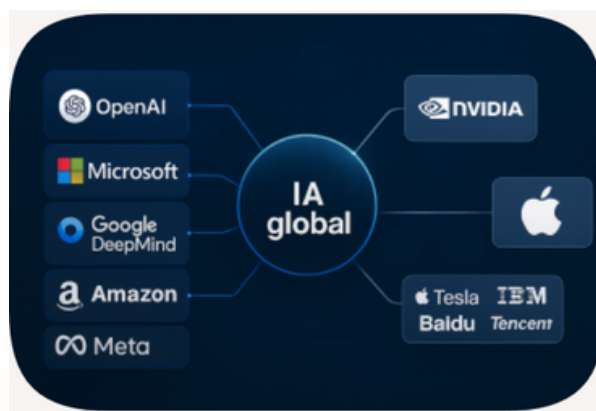 OpenAI
Microsoft
Google
DeepMind
a Amazon
Meta
IA
global
NVIDIA
Tesla IBM
Baidu Tencent